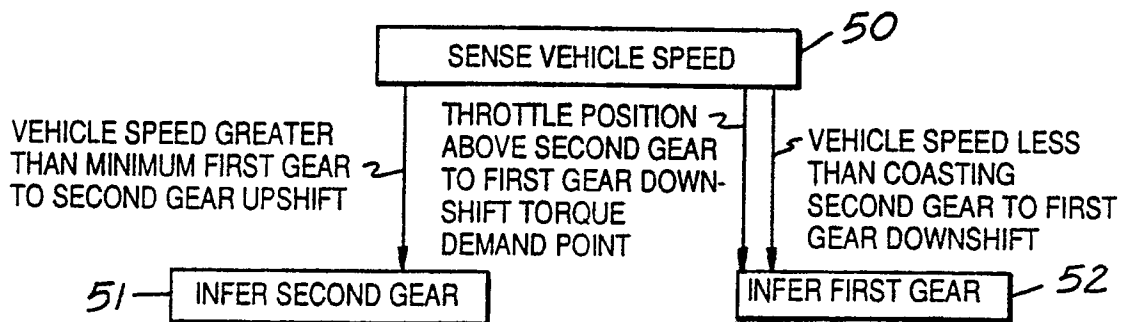 50
SENSE VEHICLE SPEED
VEHICLE SPEED GREATER
THAN MINIMUM FIRST GEAR
TO SECOND GEAR UPSHIFT
THROTTLE POSITION
ABOVE SECOND GEAR
TO FIRST GEAR DOWN-
SHIFT TORQUE
DEMAND POINT
VEHICLE SPEED LESS
THAN COASTING
SECOND GEAR TO FIRST
GEAR DOWNSHIFT
51
INFER SECOND GEAR
INFER FIRST GEAR
52